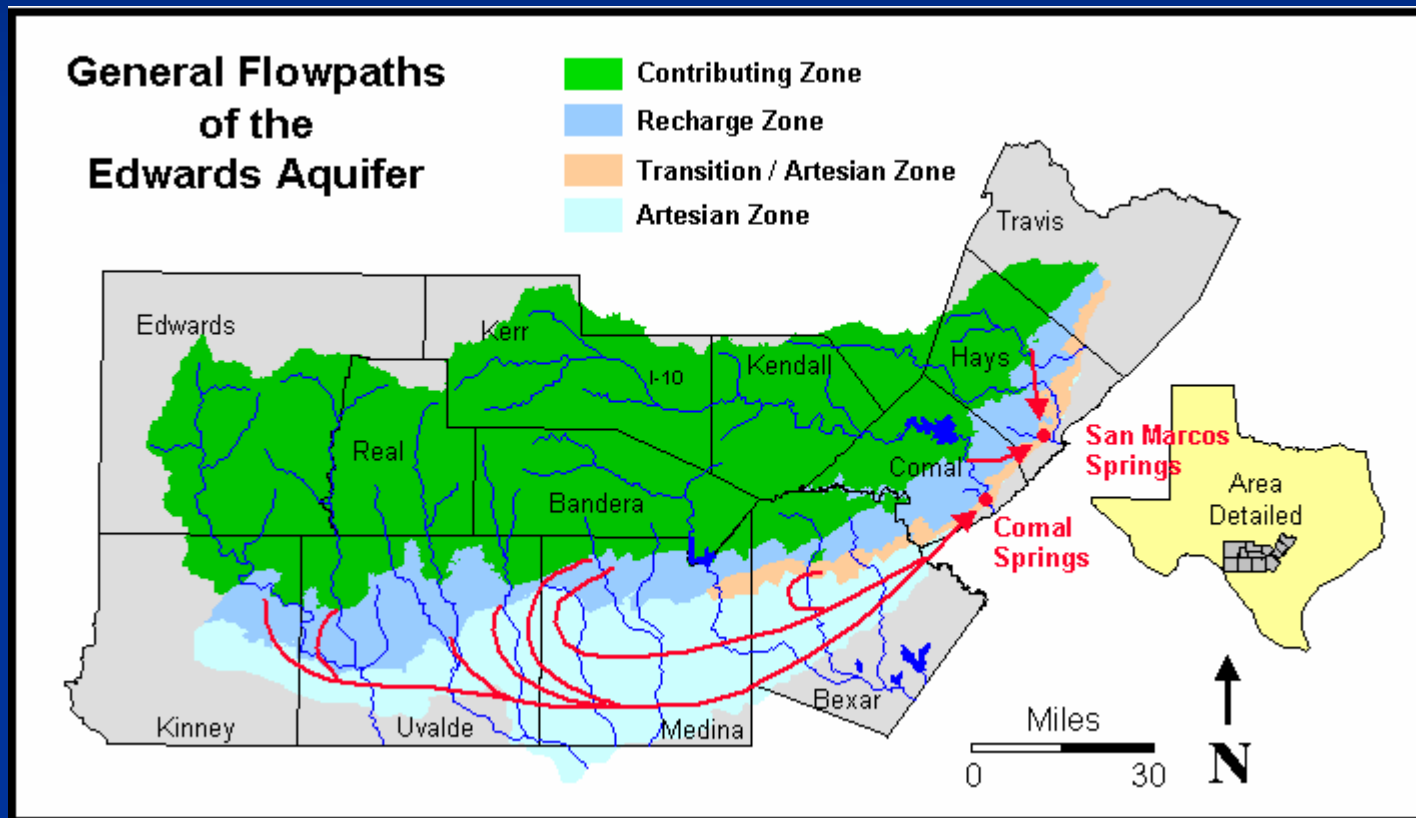 General Flowpaths
of the
Edwards Aquifer
Contributing Zone
Recharge Zone
Transition / Artesian Zone
Artesian Zone
Travis
Edwards
Kerr
Hays
Kendall
I-10
Real
San Marcos
Springs
Comal
Area
Detailed
Bandera
Comal
Springs
Bexar
Miles
Kinney
Uvalde
Medina
0
30
N